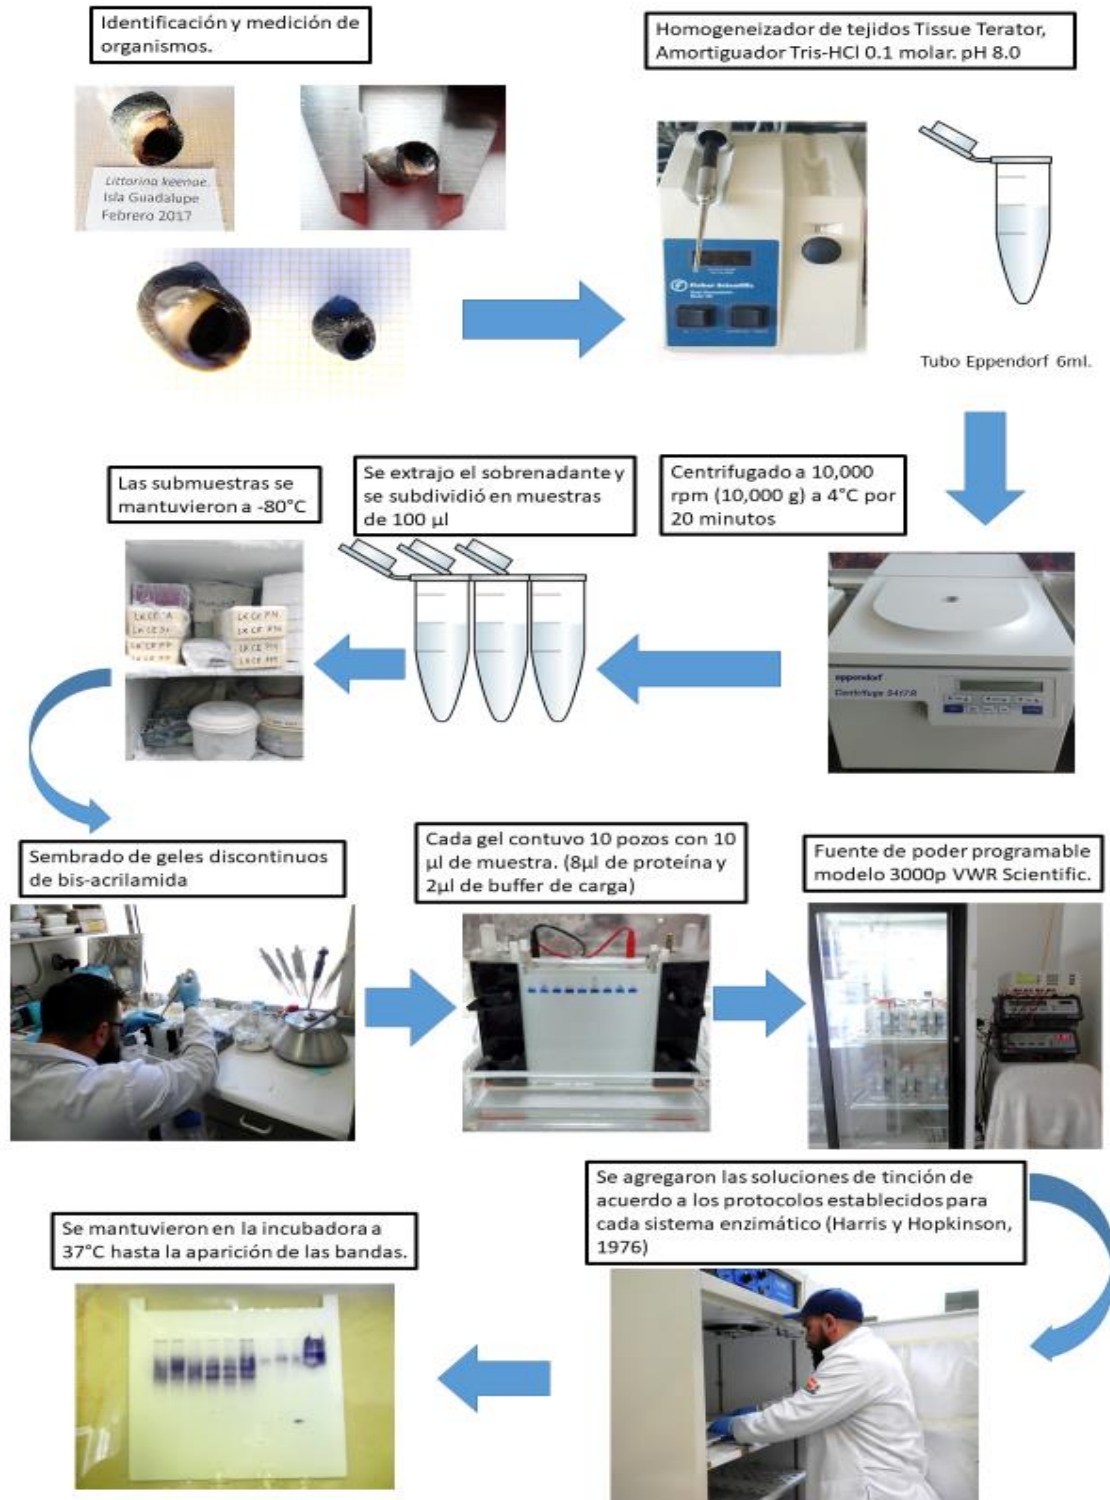 Identificación y medición de
organismos.
Homogeneizador de tejidos Tissue Terator,
Amortiguador Tris-HCl 0.1 molar. pH 8.0
Littorina keenae.
Isla Guadalupe
Febrero 2017
Fisher Scientific
Tubo Eppendorf 6ml.
Las submuestras se
mantuvieron a -80°C
Se extrajo el sobrenadante y
se subdividió en muestras
de 100 µl
Centrifugado a 10,000
rpm (10,000 g) a 4°C por
20 minutos
eppendorf
Centrifuge 5417R
Sembrado de geles discontinuos
de bis-acrilamida
Cada gel contuvo 10 pozos con 10
µl de muestra. (8µl de proteína y
2µl de buffer de carga)
Fuente de poder programable
modelo 3000p VWR Scientific.
Se agregaron las soluciones de tinción de
acuerdo a los protocolos establecidos para
cada sistema enzimático (Harris y Hopkinson,
1976)
Se mantuvieron en la incubadora a
37°C hasta la aparición de las bandas.